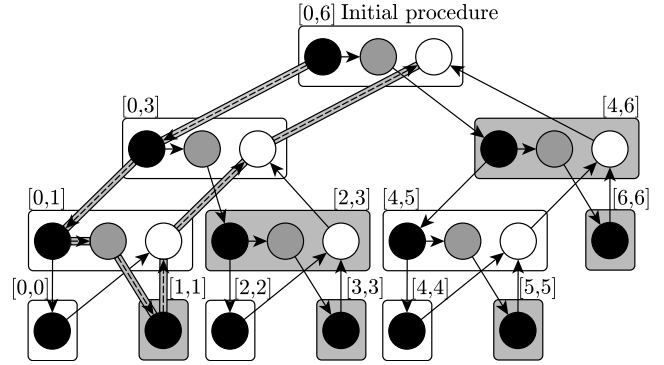 [0,6] Initial procedure
[0,3] [4,6]
[0,1] [2,3] [4,5] [6,6]
[0,0] [1,1] [2,2] [3,3] [4,4] [5,5]